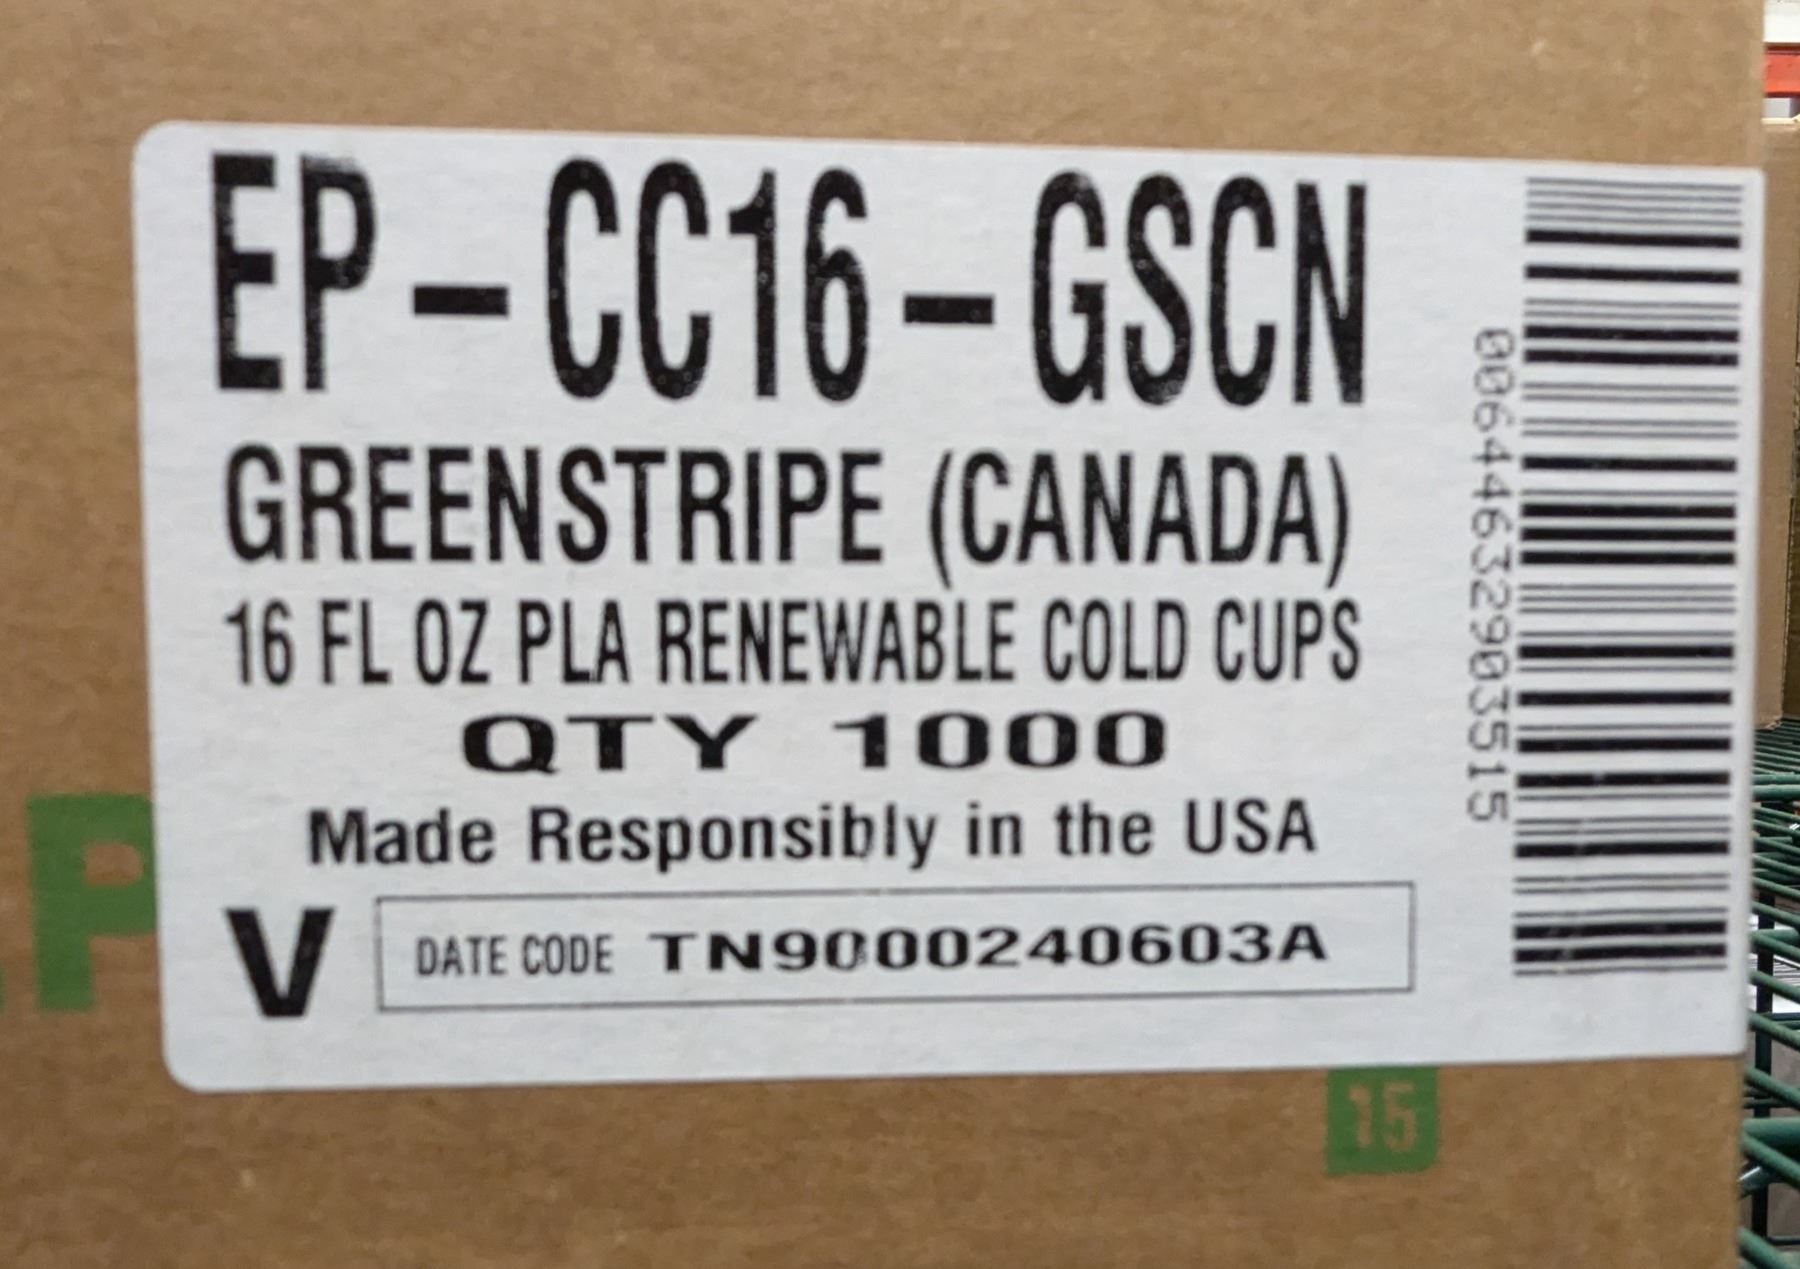 EP-CC16-GSCN
GREENSTRIPE (CANADA)
16 FL OZ PLA RENEWABLE COLD CUPS
QTY 1000
Made Responsibly in the USA
V
DATE CODE TN9000240603A
00644632903515
P
15